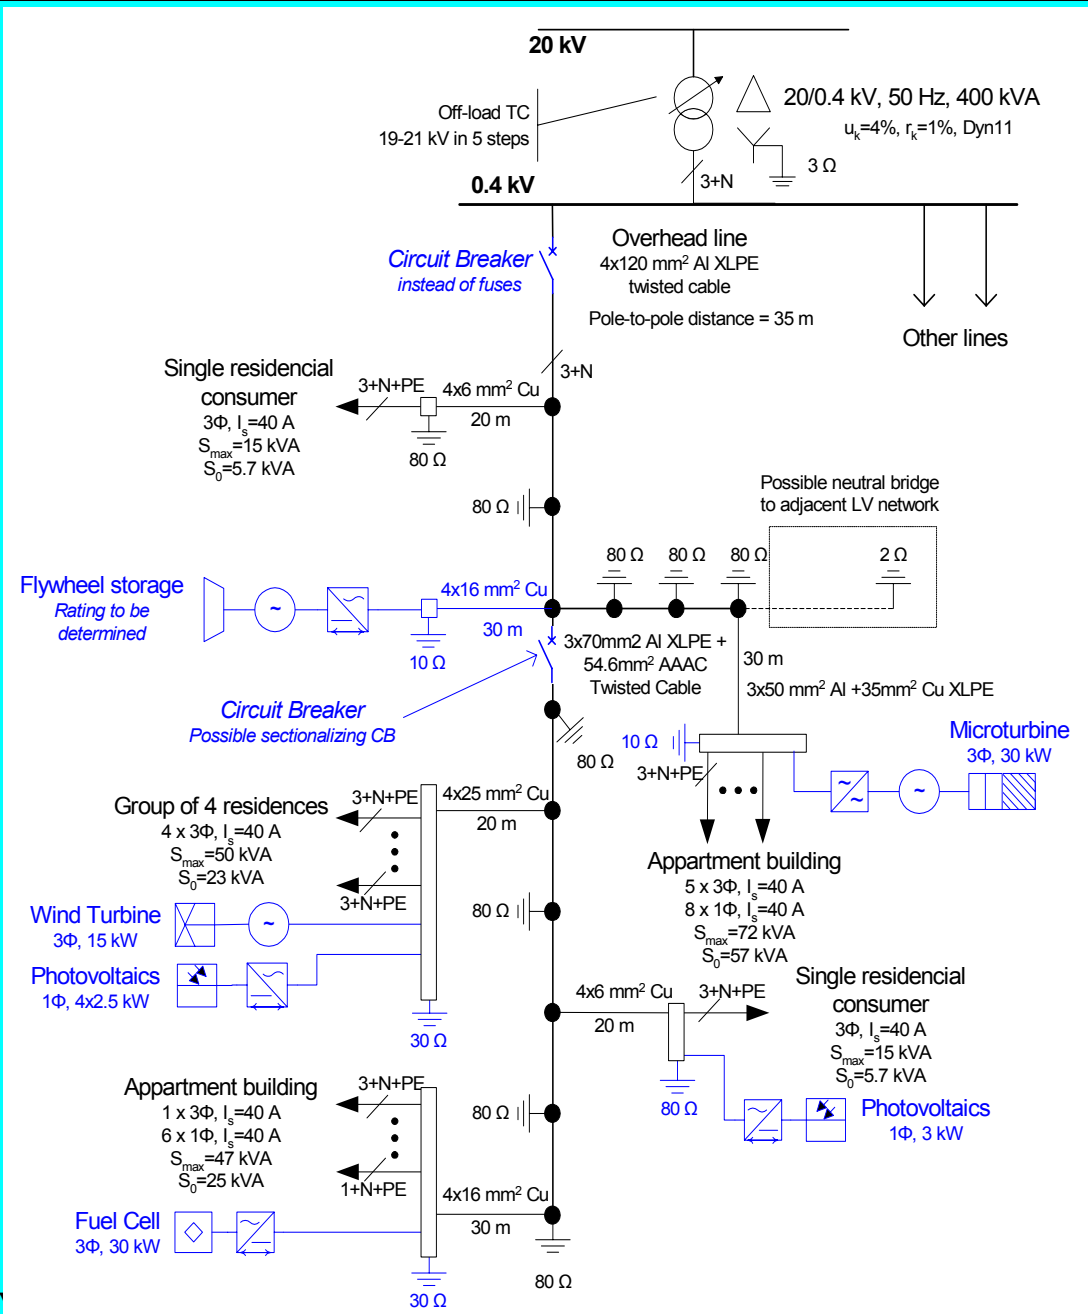 20 kV
Off-load TC
19-21 kV in 5 steps
20/0.4 kV, 50 Hz, 400 kVA
uk=4%, rk=1%, Dyn11
3 Ω
3+N
0.4 kV
Circuit Breaker
instead of fuses
Overhead line
4x120 mm² Al XLPE
twisted cable
Pole-to-pole distance = 35 m
Other lines
3+N
Single residencial
consumer
3Φ, Is=40 A
Smax=15 kVA
S0=5.7 kVA
3+N+PE
4x6 mm² Cu
20 m
80 Ω
80 Ω
Possible neutral bridge
to adjacent LV network
80 Ω
80 Ω
80 Ω
2 Ω
Flywheel storage
Rating to be
determined
~
4x16 mm² Cu
30 m
10 Ω
3x70mm2 Al XLPE +
54.6mm² AAAC
Twisted Cable
30 m
3x50 mm² Al +35mm² Cu XLPE
Circuit Breaker
Possible sectionalizing CB
80 Ω
10 Ω
3+N+PE
Microturbine
3Φ, 30 kW
~
~
~
Group of 4 residences
4 x 3Φ, Is=40 A
Smax=50 kVA
S0=23 kVA
3+N+PE
3+N+PE
4x25 mm² Cu
20 m
Appartment building
5 x 3Φ, Is=40 A
8 x 1Φ, Is=40 A
Smax=72 kVA
S0=57 kVA
Wind Turbine
3Φ, 15 kW
~
80 Ω
Photovoltaics
1Φ, 4x2.5 kW
30 Ω
4x6 mm² Cu
20 m
3+N+PE
Single residencial
consumer
3Φ, Is=40 A
Smax=15 kVA
S0=5.7 kVA
80 Ω
Photovoltaics
1Φ, 3 kW
Appartment building
1 x 3Φ, Is=40 A
6 x 1Φ, Is=40 A
Smax=47 kVA
S0=25 kVA
3+N+PE
1+N+PE
80 Ω
4x16 mm² Cu
30 m
Fuel Cell
3Φ, 30 kW
80 Ω
30 Ω